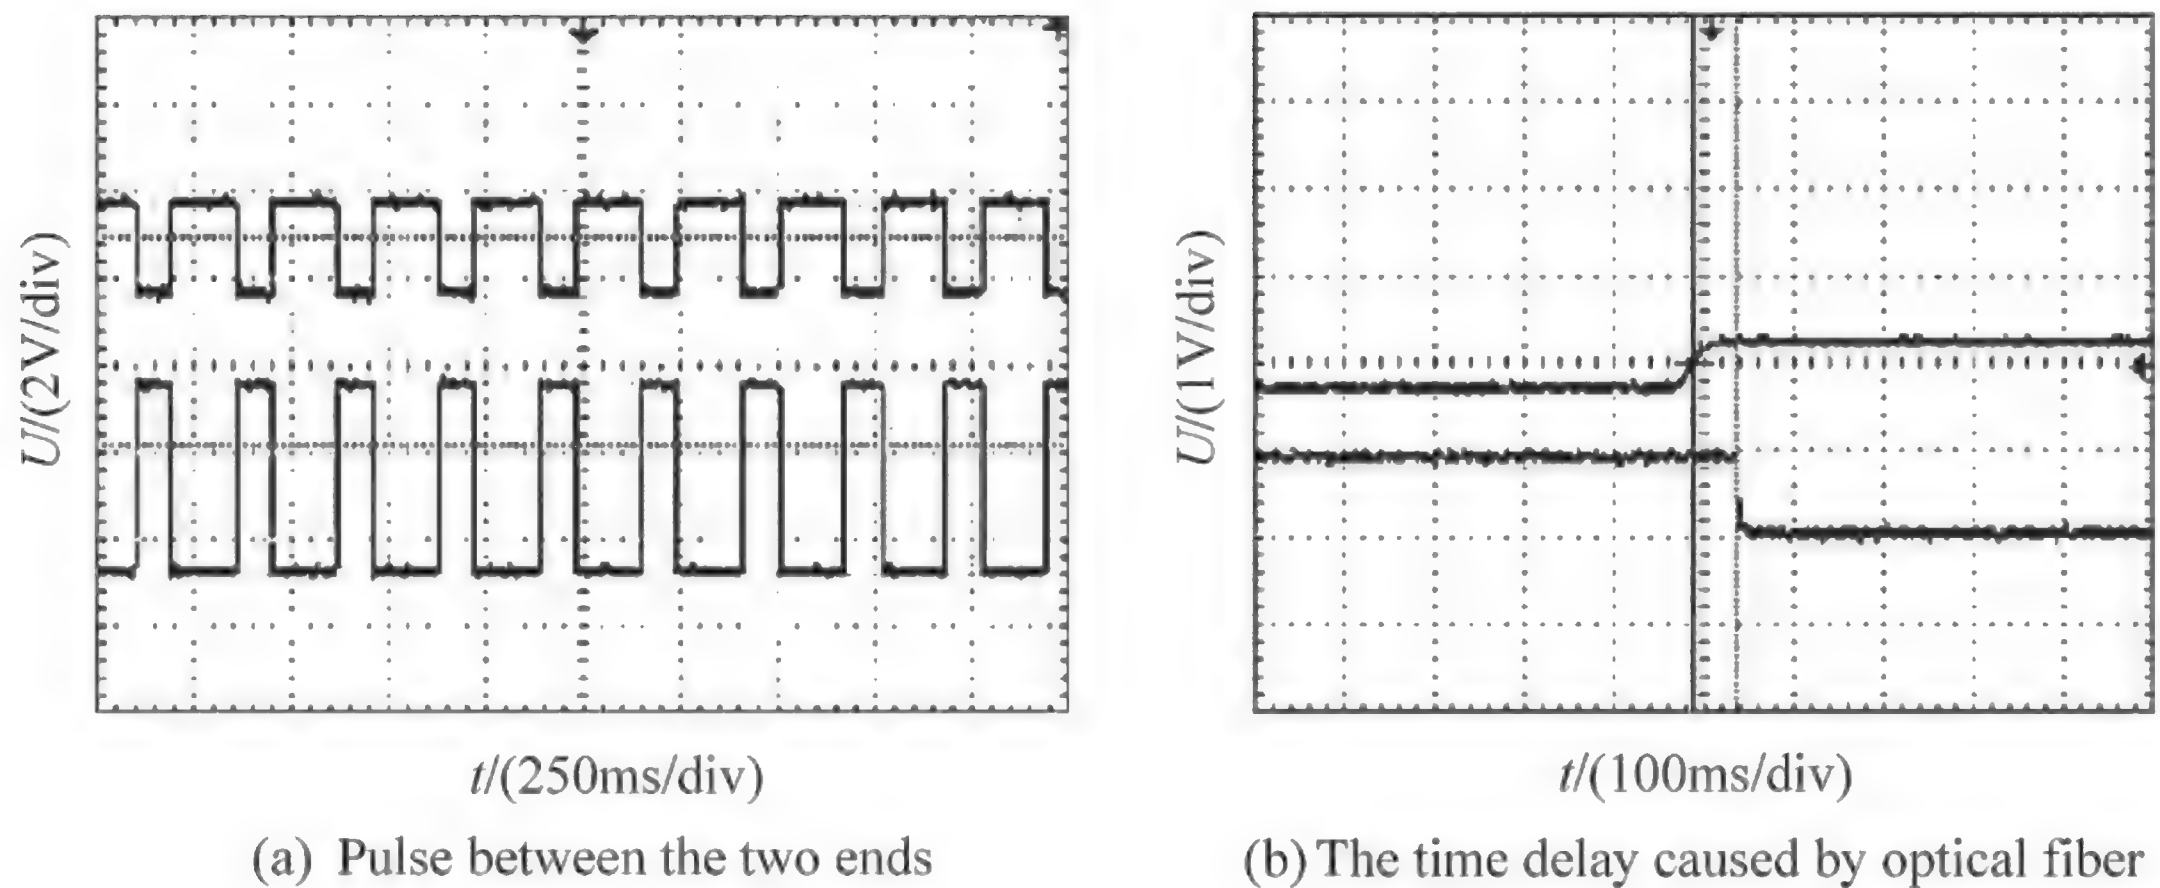 U/(2V/div)
t/(250ms/div)
(a) Pulse between the two ends
U/(1V/div)
t/(100ms/div)
(b) The time delay caused by optical fiber